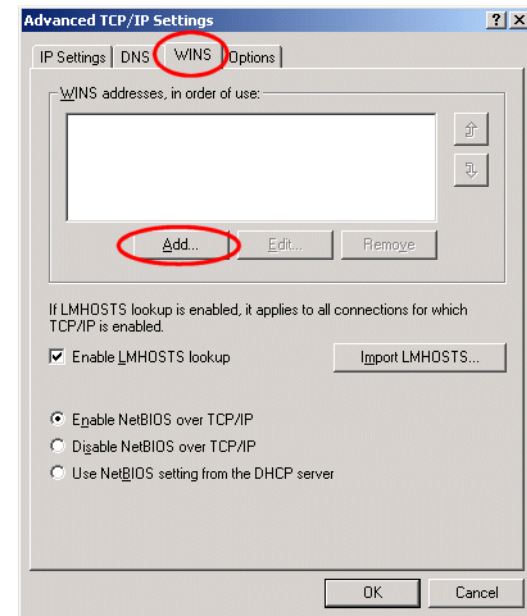 Advanced TCP/IP Settings
IP Settings DNS WINS Options
WINS addresses, in order of use:
Add... Edit... Remove
If LMHOSTS lookup is enabled, it applies to all connections for which
TCP/IP is enabled.
Enable LMHOSTS lookup Import LMHOSTS...
Enable NetBIOS over TCP/IP
Disable NetBIOS over TCP/IP
Use NetBIOS setting from the DHCP server
OK Cancel